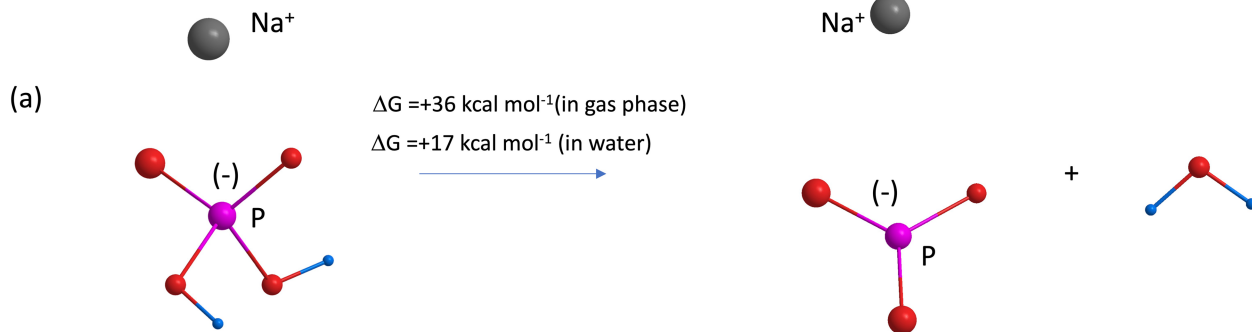 Na⁺
Na⁺
(a)
ΔG =+36 kcal mol⁻¹(in gas phase)
ΔG =+17 kcal mol⁻¹ (in water)
(-)
P
(-)
P
+